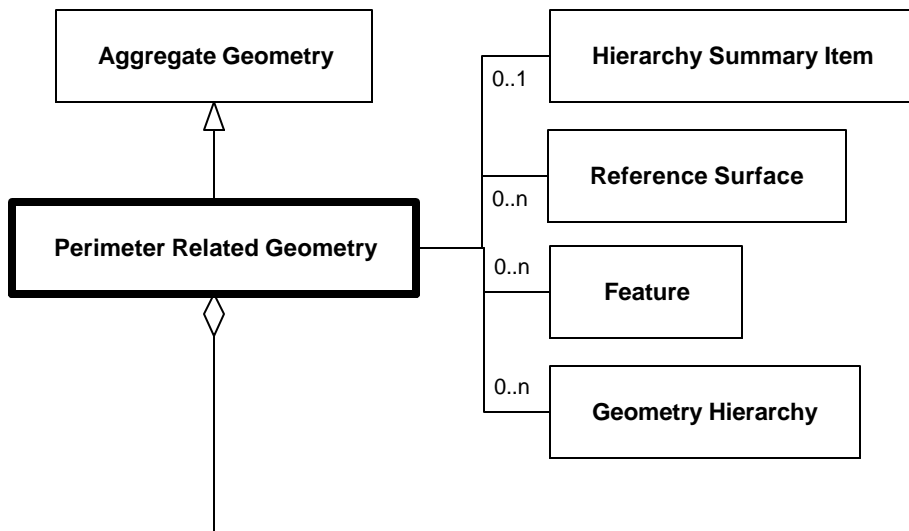 Aggregate Geometry
Hierarchy Summary Item
0..1
Reference Surface
0..n
Perimeter Related Geometry
0..n
Feature
0..n
Geometry Hierarchy